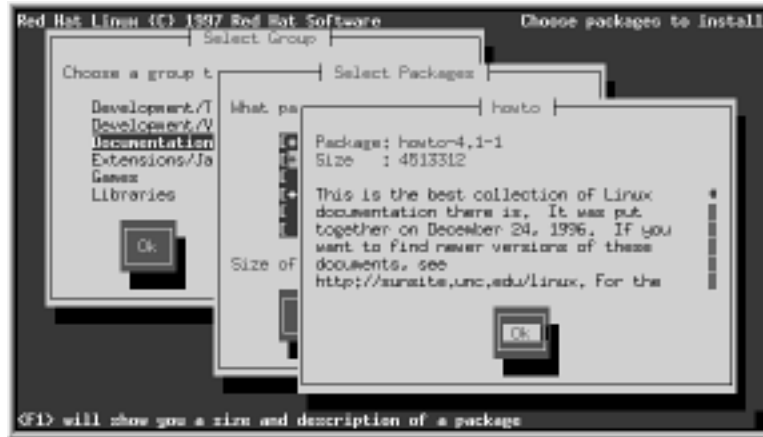 Red Hat Linux (C) 1997 Red Hat Software Choose packages to install
Select Group
Choose a group t
Development/T
Development/V
Documentation
Extensions/Ja
Games
Libraries
Ok
Select Packages
What pa
Size of
howto
Package: howto-4.1-1
Size : 4513312
This is the best collection of Linux
documentation there is. It was put
together on December 24, 1996. If you
want to find newer versions of these
documents, see
http://sunsite.unc.edu/linux. For the
Ok
<F1> will show you a size and description of a package